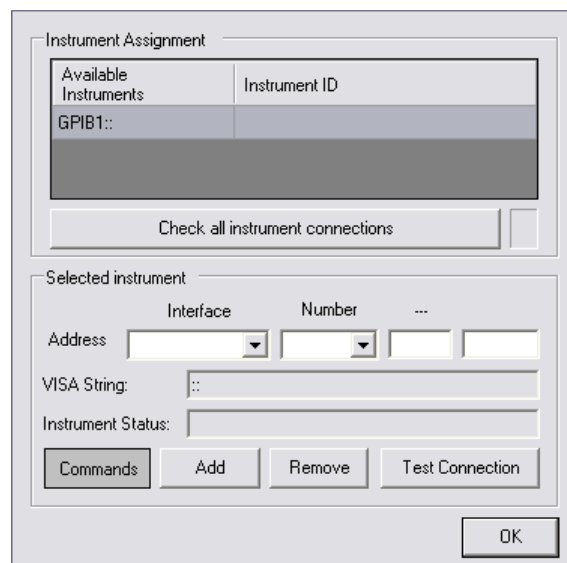 Instrument Assignment
Available
Instruments
Instrument ID
GPIB1::
Check all instrument connections
Selected instrument
Interface Number ---
Address
VISA String: ::
Instrument Status:
Commands Add Remove Test Connection
OK